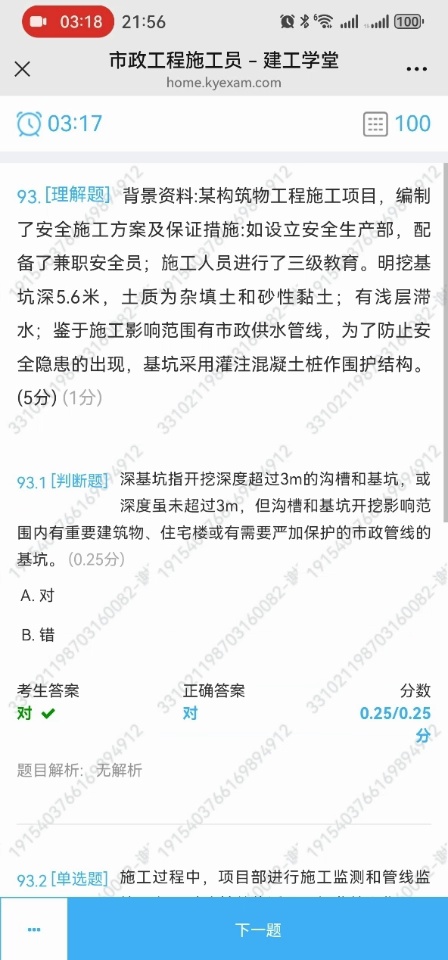 03:18 21:56 100
市政工程施工员 - 建工学堂
home.kyexam.com
03:17 100
93. [理解题] 背景资料:某构筑物工程施工项目，编制
了安全施工方案及保证措施:如设立安全生产部，配
备了兼职安全员；施工人员进行了三级教育。明挖基
坑深5.6米，土质为杂填土和砂性黏土；有浅层滞
水；鉴于施工影响范围有市政供水管线，为了防止安
全隐患的出现，基坑采用灌注混凝土桩作围护结构。
(5分) (1分)
93.1 [判断题] 深基坑指开挖深度超过3m的沟槽和基坑，或
深度虽未超过3m，但沟槽和基坑开挖影响范
围内有重要建筑物、住宅楼或有需要严加保护的市政管线的
基坑。 (0.25分)
A. 对
B. 错
考生答案 正确答案 分数
对 对 0.25/0.25
分
题目解析: 无解析
93.2 [单选题] 施工过程中，项目部进行施工监测和管线监
下一题